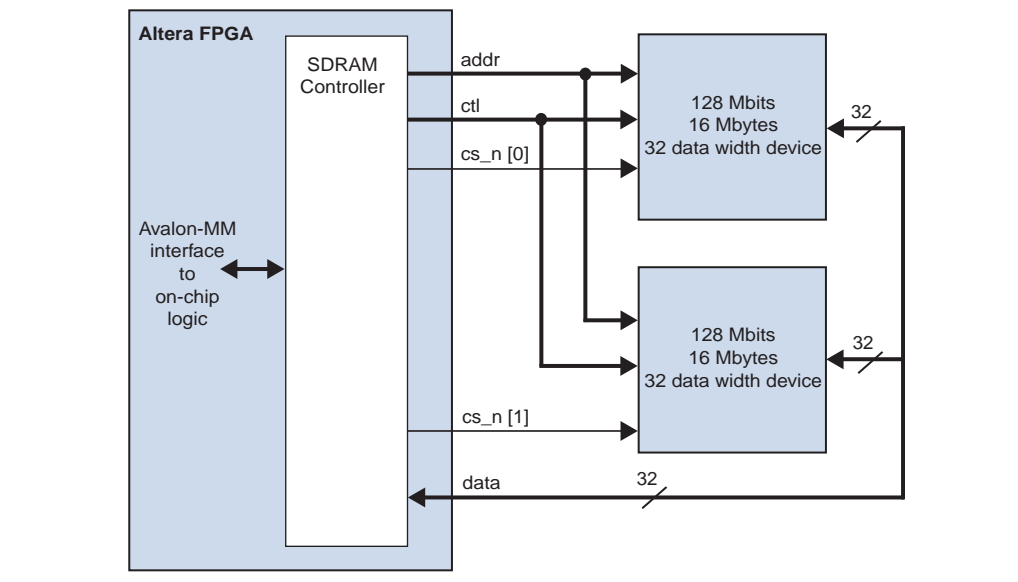 Altera FPGA
SDRAM
Controller
addr
ctl
cs_n [0]
128 Mbits
16 Mbytes
32 data width device
32
Avalon-MM
interface
to
on-chip
logic
128 Mbits
16 Mbytes
32 data width device
32
cs_n [1]
data
32